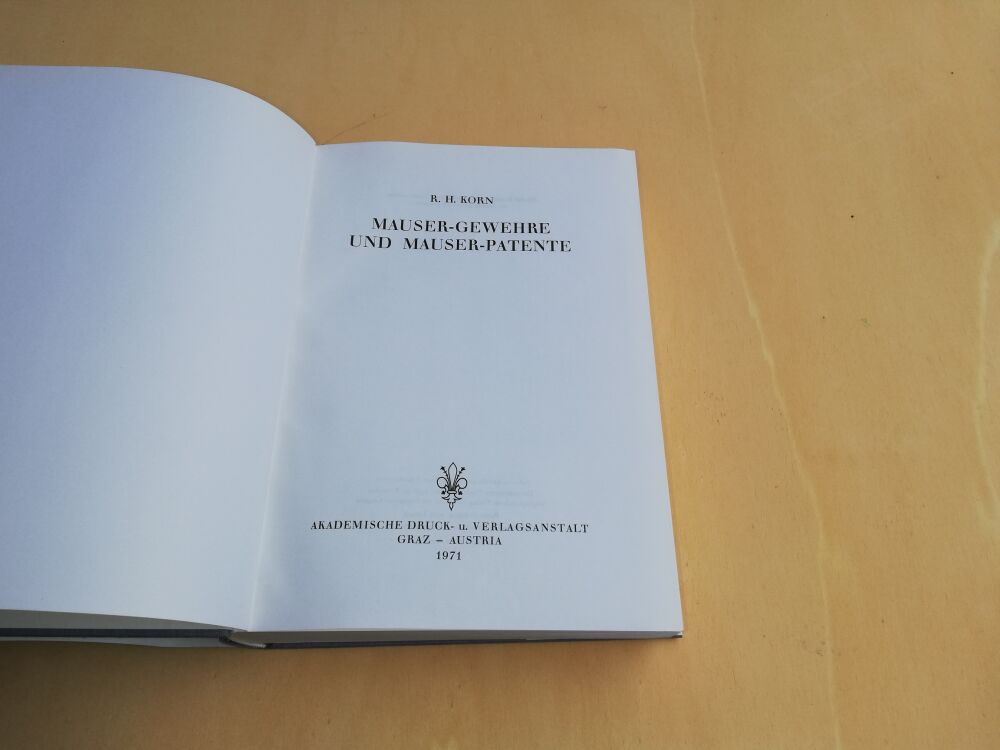 R. H. KORN
MAUSER-GEWEHRE
UND MAUSER-PATENTE
AKADEMISCHE DRUCK- u. VERLAGSANSTALT
GRAZ – AUSTRIA
1971